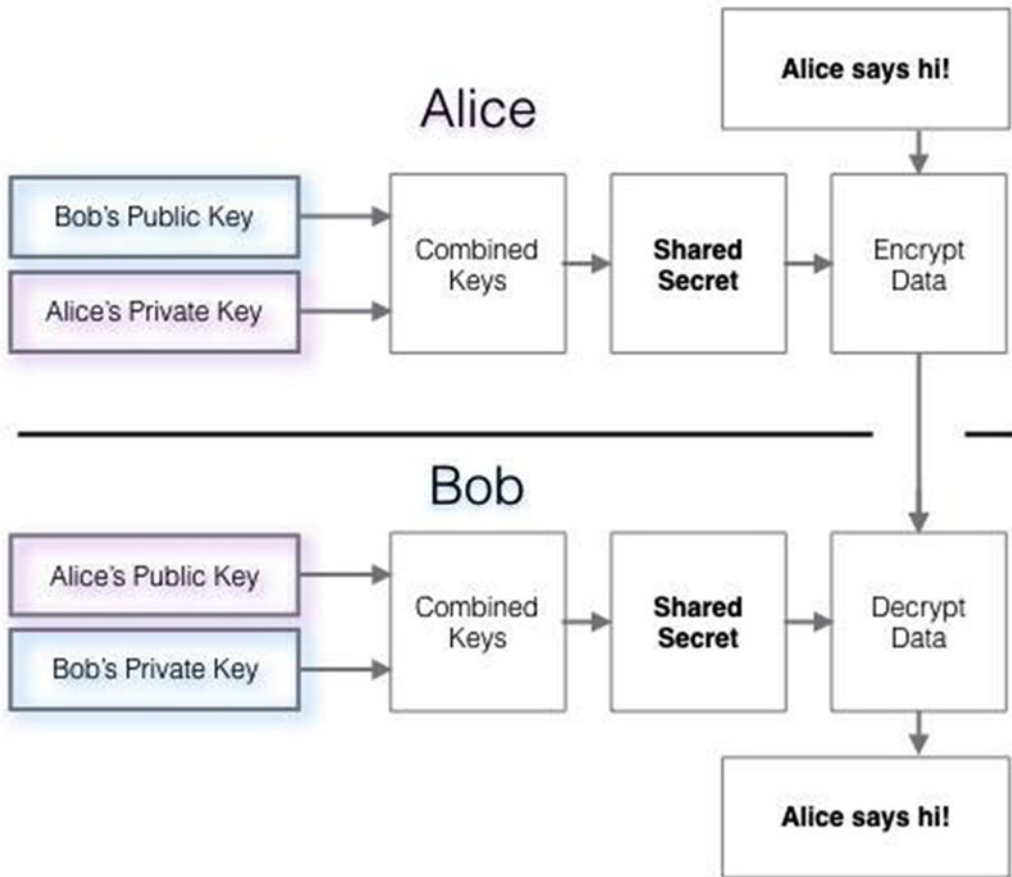 Alice says hi!
Alice
Bob's Public Key
Alice's Private Key
Combined
Keys
Shared
Secret
Encrypt
Data
Bob
Alice's Public Key
Bob's Private Key
Combined
Keys
Shared
Secret
Decrypt
Data
Alice says hi!